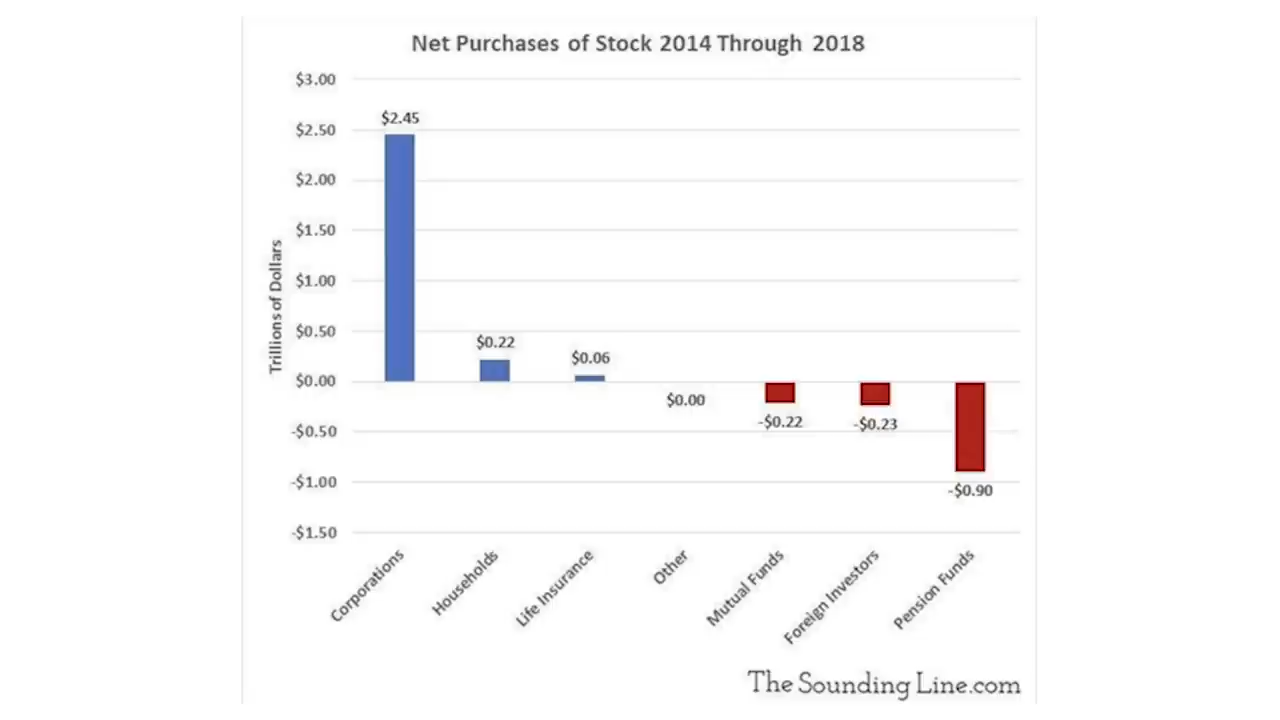 Net Purchases of Stock 2014 Through 2018
Trillions of Dollars
$3.00
$2.50
$2.00
$1.50
$1.00
$0.50
$0.00
-$0.50
-$1.00
-$1.50
$2.45
$0.22
$0.06
$0.00
-$0.22
-$0.23
-$0.90
Corporations
Households
Life Insurance
Other
Mutual Funds
Foreign Investors
Pension Funds
The Sounding Line.com